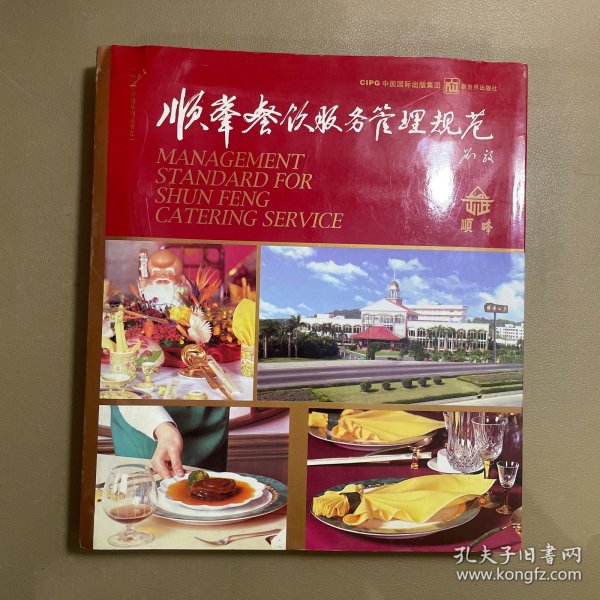 CIPG 中国国际出版集团 新世界出版社
顺峰餐饮服务管理规范
MANAGEMENT
STANDARD FOR
SHUN FENG
CATERING SERVICE
顺峰
孔夫子旧书网
www.kongfz.com